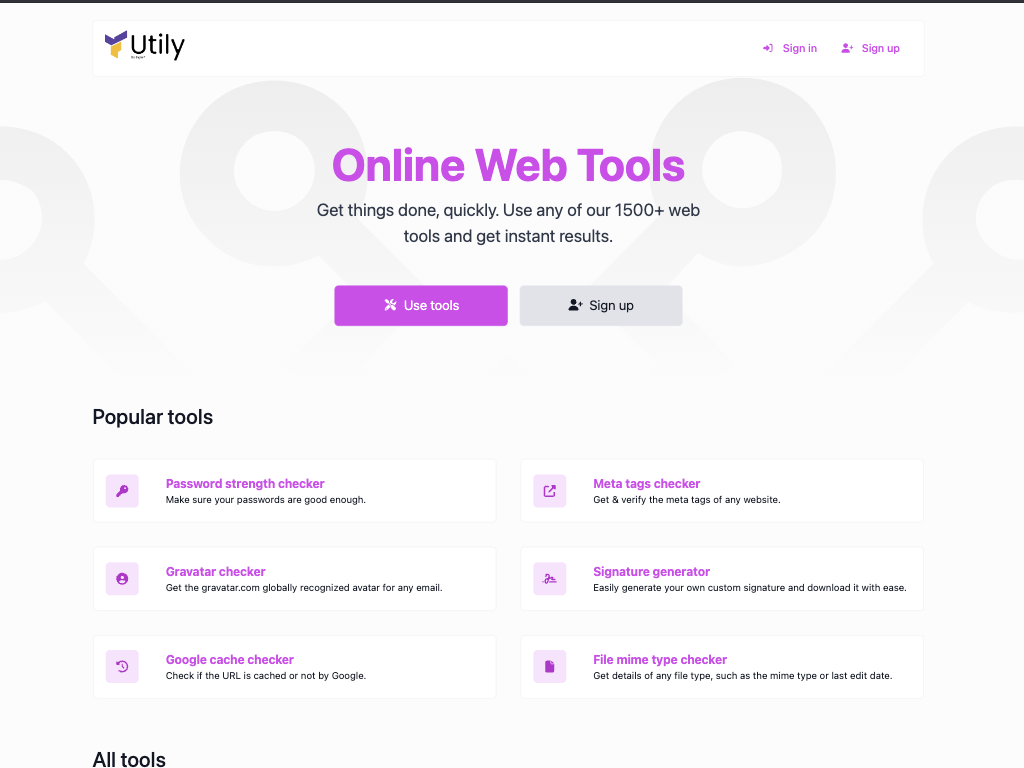 Utily
Sign in
Sign up
Online Web Tools
Get things done, quickly. Use any of our 1500+ web
tools and get instant results.
Use tools
Sign up
Popular tools
Password strength checker
Make sure your passwords are good enough.
Meta tags checker
Get & verify the meta tags of any website.
Gravatar checker
Get the gravatar.com globally recognized avatar for any email.
Signature generator
Easily generate your own custom signature and download it with ease.
Google cache checker
Check if the URL is cached or not by Google.
File mime type checker
Get details of any file type, such as the mime type or last edit date.
All tools